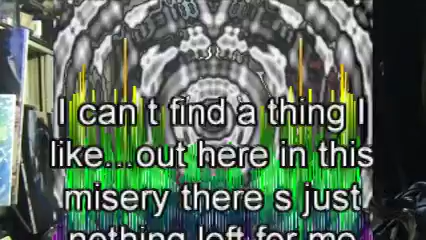 I can t find a thing I
like...out here in this
misery there s just
nothing left for me